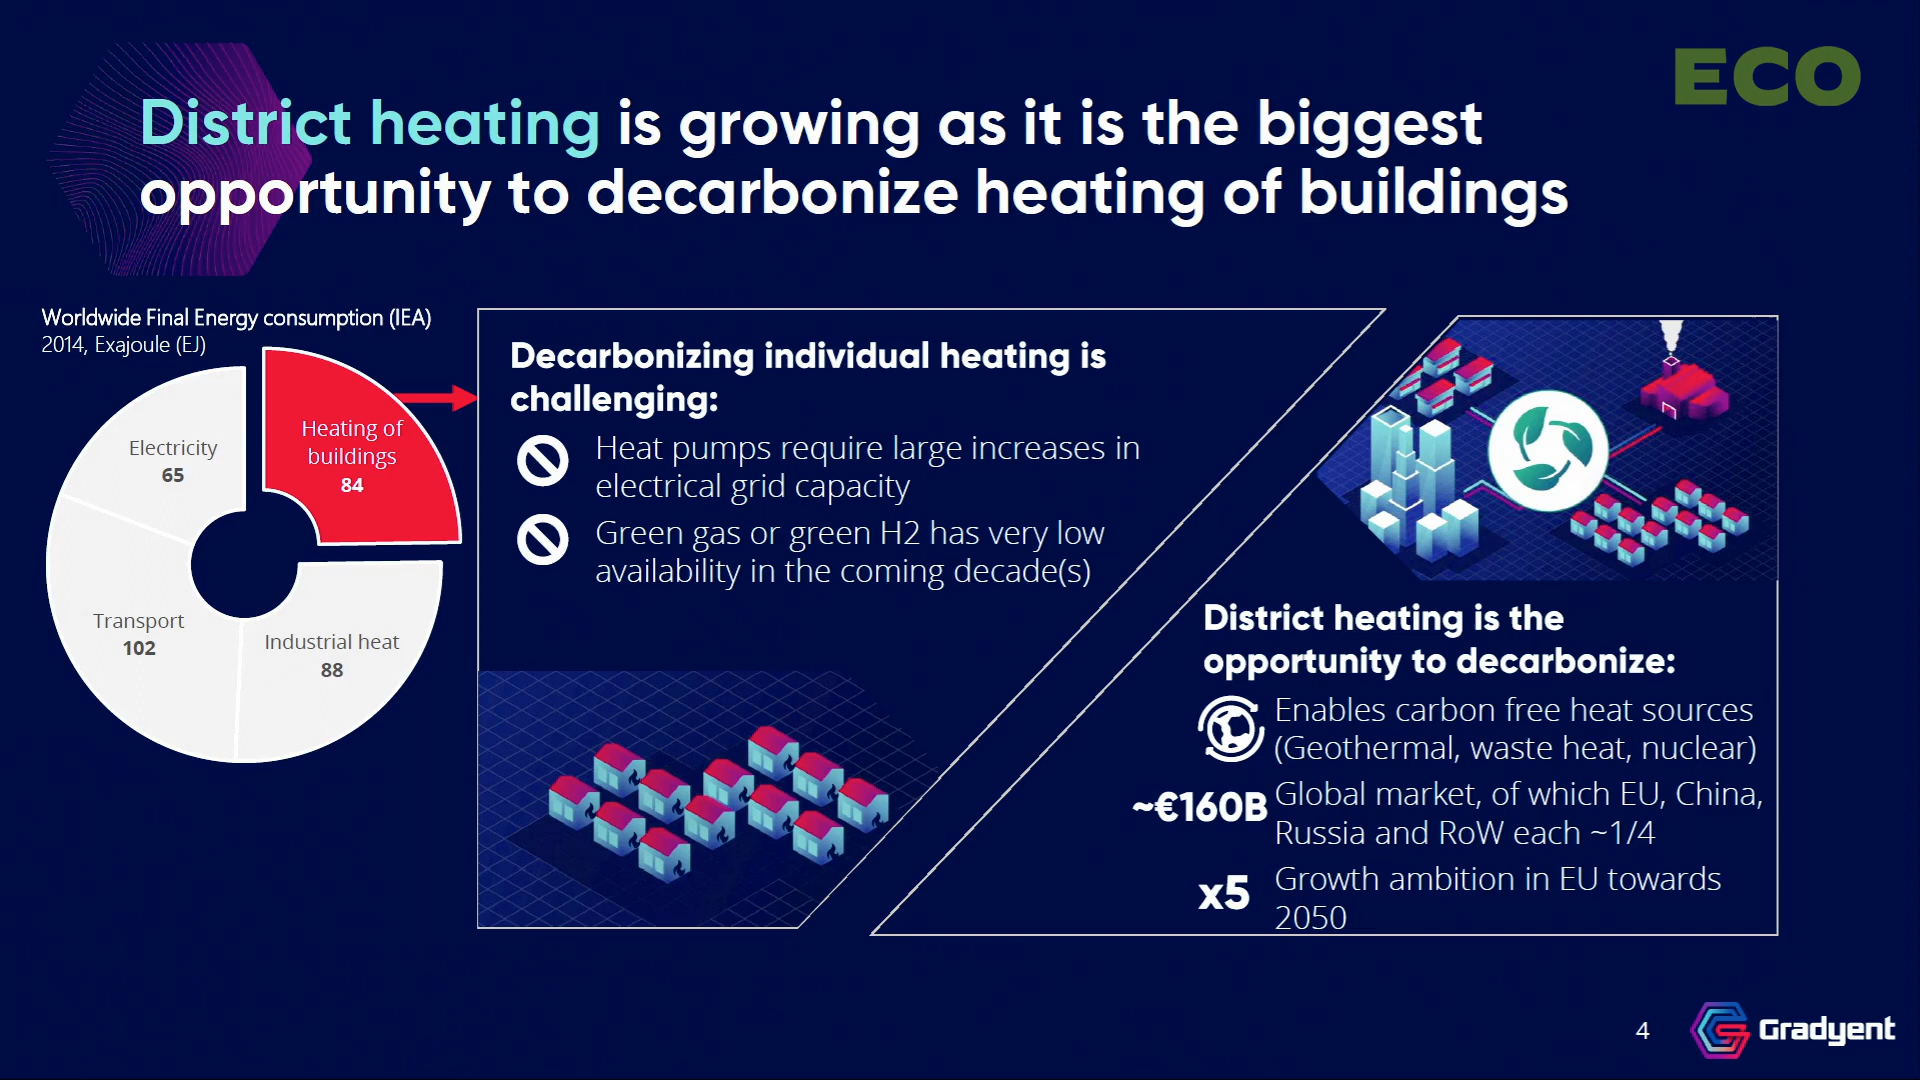 ECO
District heating is growing as it is the biggest
opportunity to decarbonize heating of buildings
Worldwide Final Energy consumption (IEA)
2014, Exajoule (EJ)
Electricity
65
Heating of
buildings
84
Transport
102
Industrial heat
88
Decarbonizing individual heating is
challenging:
Heat pumps require large increases in
electrical grid capacity
Green gas or green H2 has very low
availability in the coming decade(s)
District heating is the
opportunity to decarbonize:
Enables carbon free heat sources
(Geothermal, waste heat, nuclear)
~€160B Global market, of which EU, China,
Russia and RoW each ~1/4
x5 Growth ambition in EU towards
2050
4
Gradyent